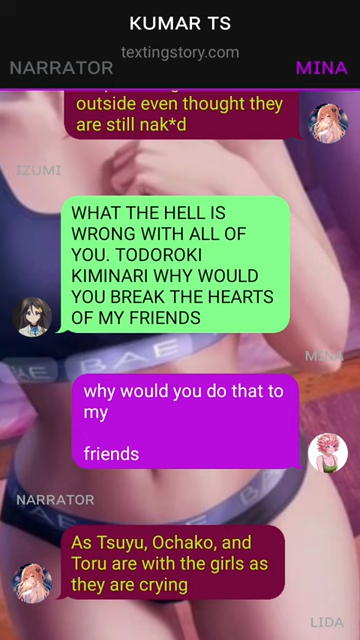 KUMAR TS
textingstory.com
NARRATOR
MINA
outside even thought they
are still nak*d
IZUMI
WHAT THE HELL IS
WRONG WITH ALL OF
YOU. TODOROKI
KIMINARI WHY WOULD
YOU BREAK THE HEARTS
OF MY FRIENDS
BAE
BAE
MINA
why would you do that to
my
friends
NARRATOR
As Tsuyu, Ochako, and
Toru are with the girls as
they are crying
LIDA